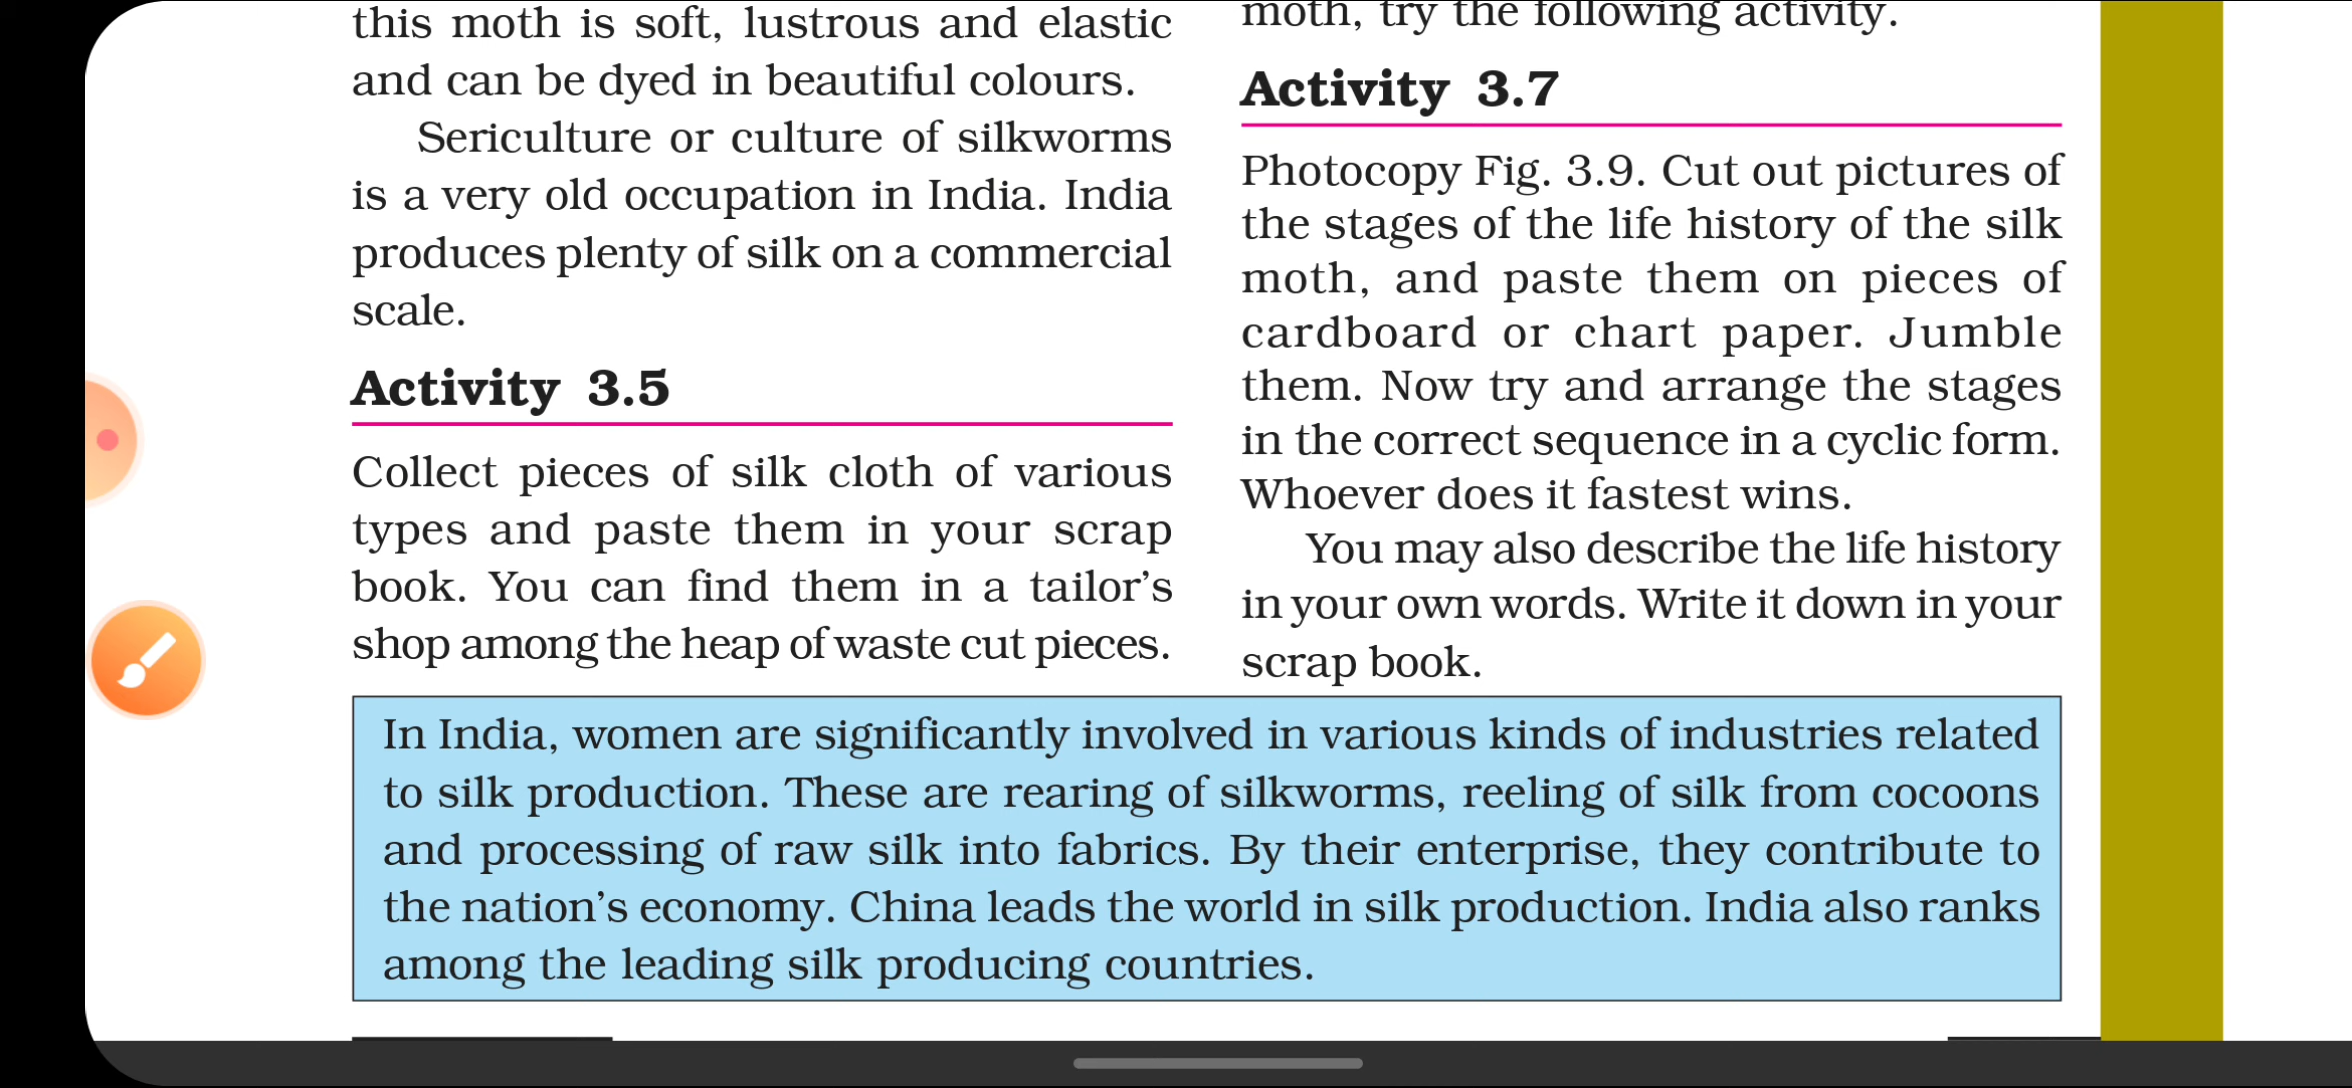 this moth is soft, lustrous and elastic
and can be dyed in beautiful colours.
Sericulture or culture of silkworms
is a very old occupation in India. India
produces plenty of silk on a commercial
scale.
Activity 3.5
Collect pieces of silk cloth of various
types and paste them in your scrap
book. You can find them in a tailor’s
shop among the heap of waste cut pieces.
moth, try the following activity.
Activity 3.7
Photocopy Fig. 3.9. Cut out pictures of
the stages of the life history of the silk
moth, and paste them on pieces of
cardboard or chart paper. Jumble
them. Now try and arrange the stages
in the correct sequence in a cyclic form.
Whoever does it fastest wins.
You may also describe the life history
in your own words. Write it down in your
scrap book.
In India, women are significantly involved in various kinds of industries related
to silk production. These are rearing of silkworms, reeling of silk from cocoons
and processing of raw silk into fabrics. By their enterprise, they contribute to
the nation’s economy. China leads the world in silk production. India also ranks
among the leading silk producing countries.